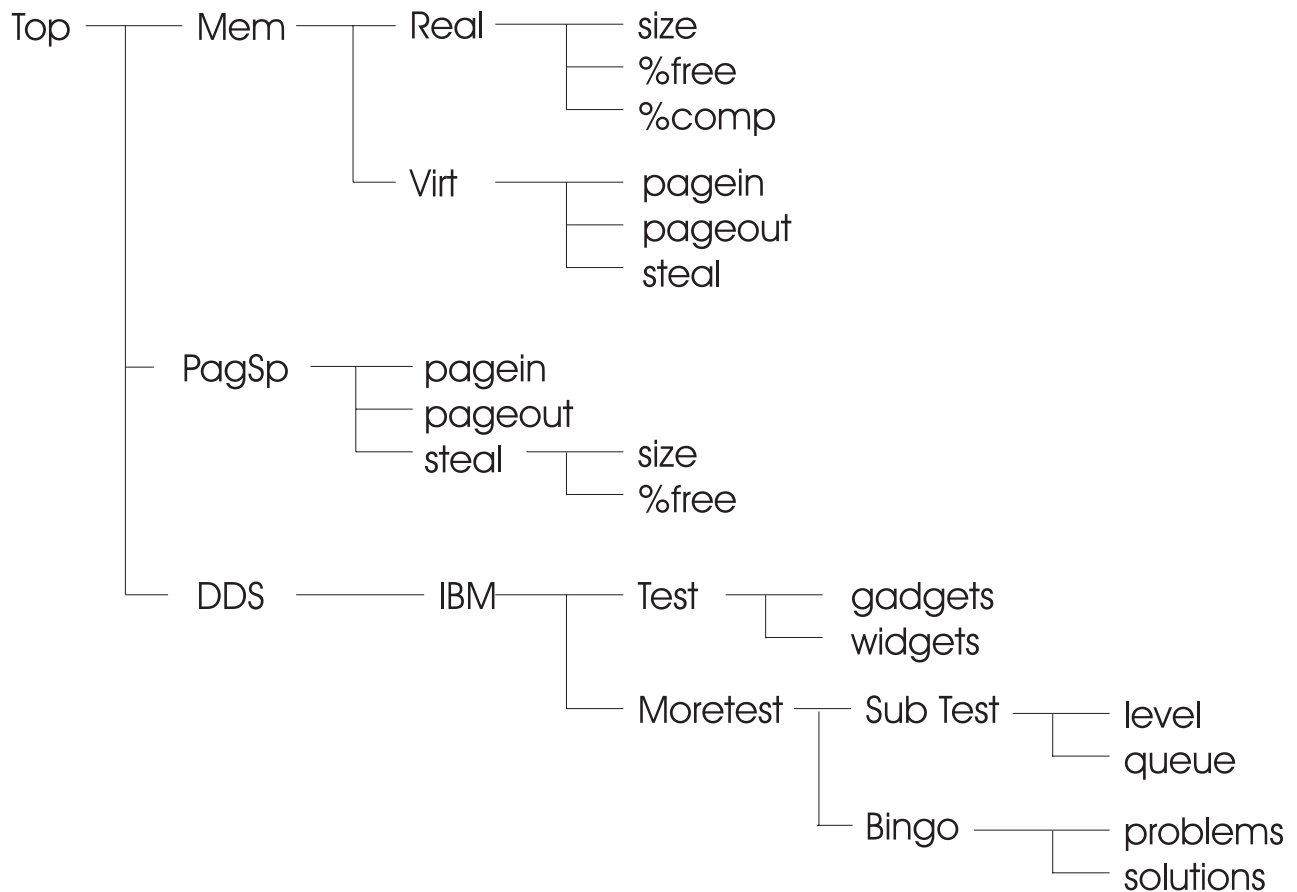 Top Mem Real size
%free
%comp
Virt pagein
pageout
steal
PagSp pagein
pageout
steal size
%free
DDS IBM Test gadgets
widgets
Moretest Sub Test level
queue
Bingo problems
solutions